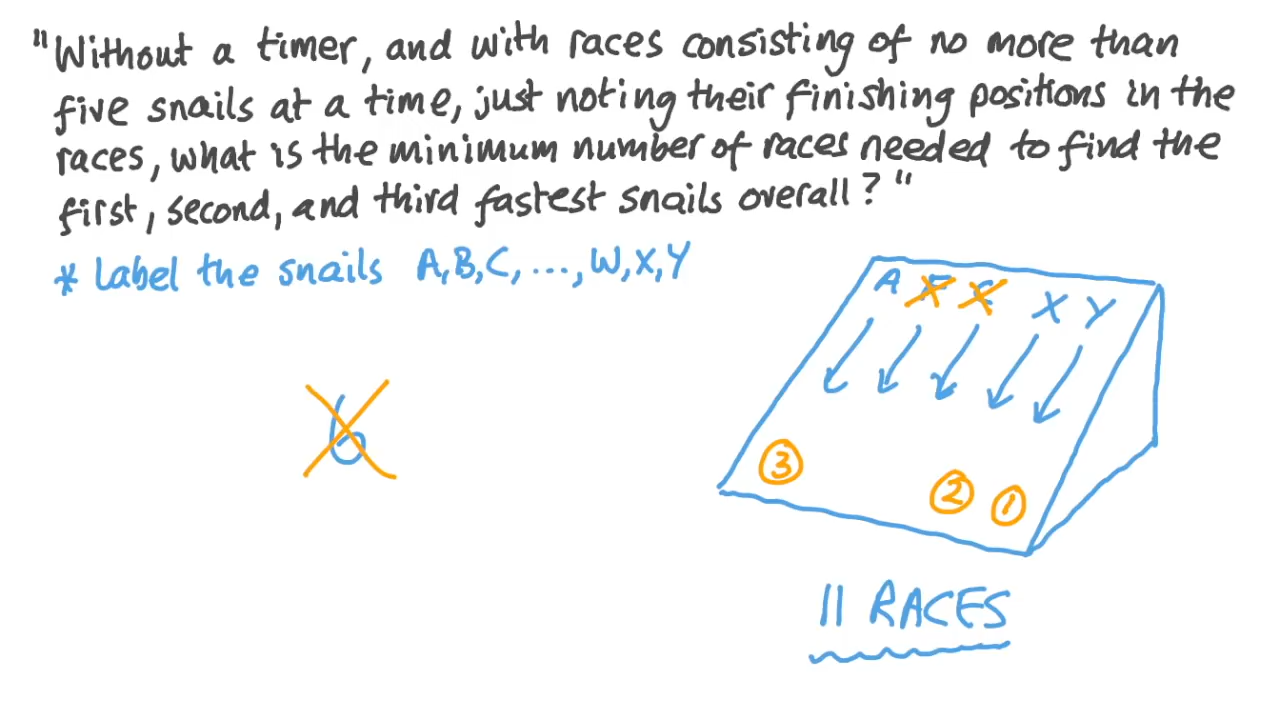 "Without a timer, and with races consisting of no more than
five snails at a time, just noting their finishing positions in the
races, what is the minimum number of races needed to find the
first, second, and third fastest snails overall?"
* Label the snails A,B,C,...,W,X,Y
A X Y
6
3 2 1
11 RACES